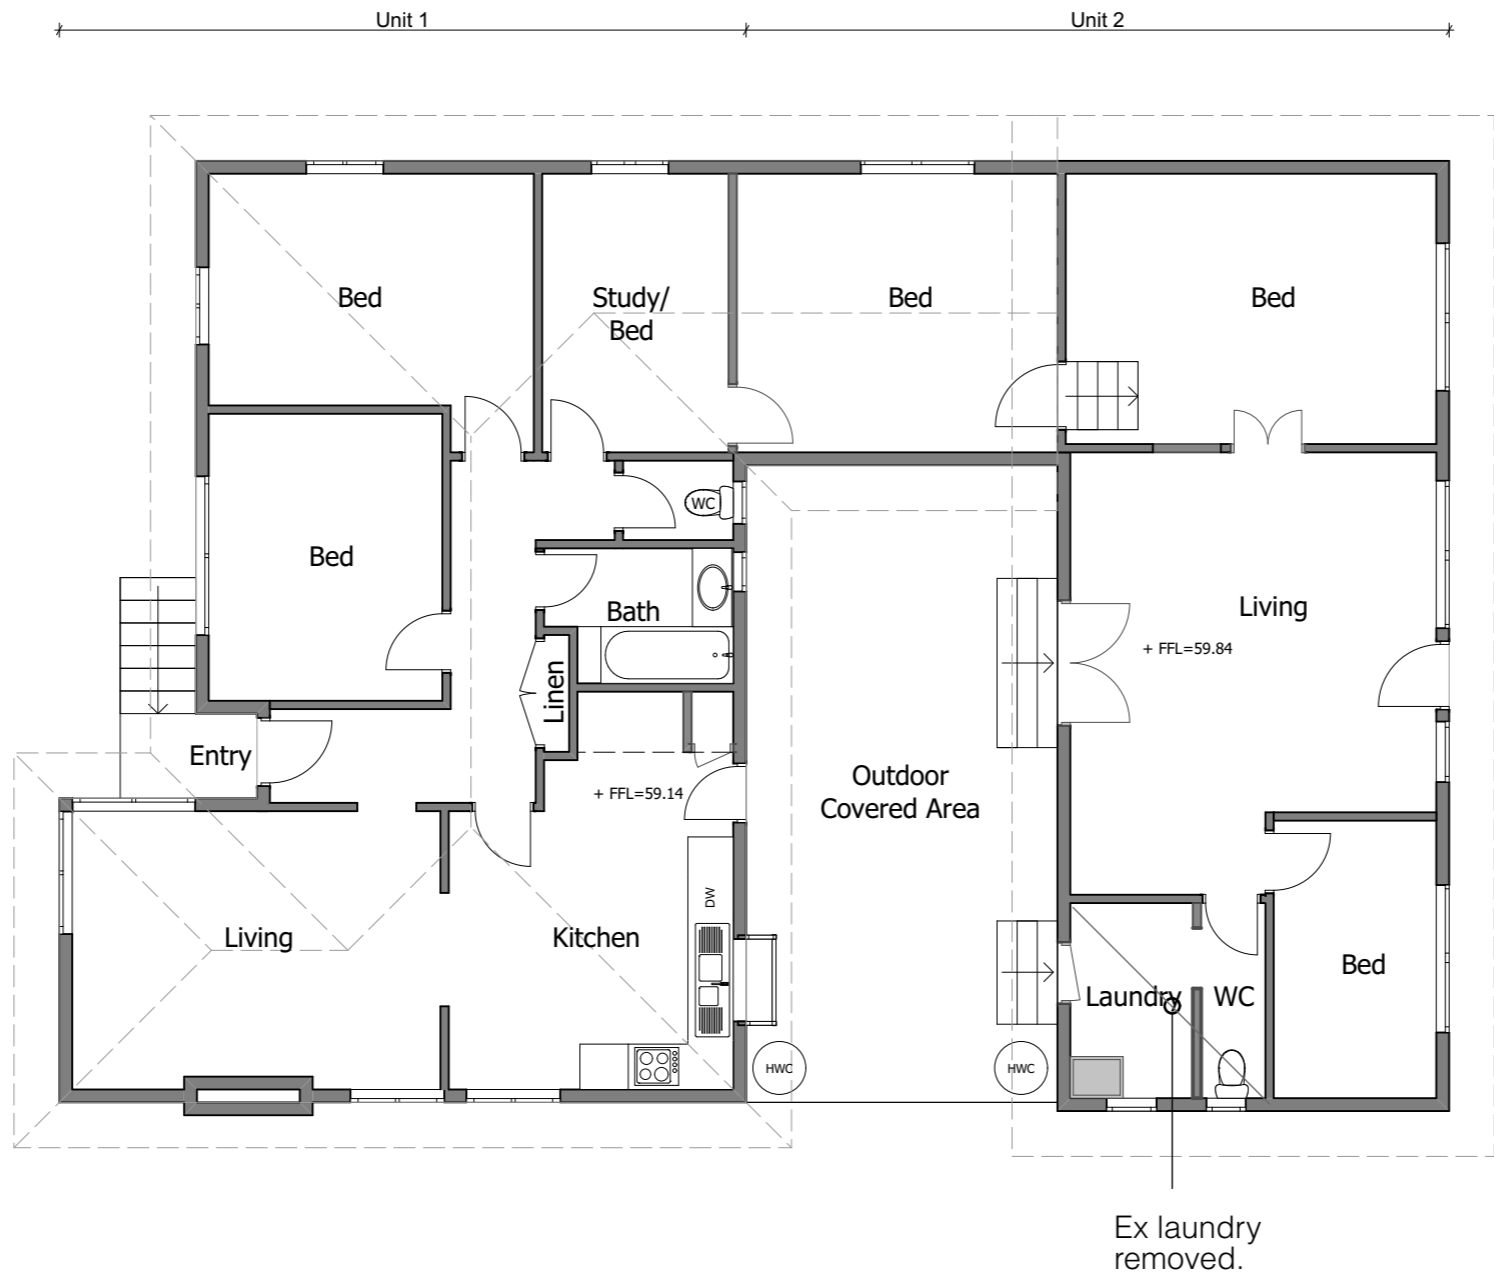 Unit 1
Unit 2
Bed
Study/
Bed
Bed
Bed
WC
Bed
Bath
Living
+ FFL=59.84
Linen
Entry
+ FFL=59.14
Outdoor
Covered Area
DW
Living
Kitchen
Bed
Laundry
WC
HWC
HWC
Ex laundry
removed.